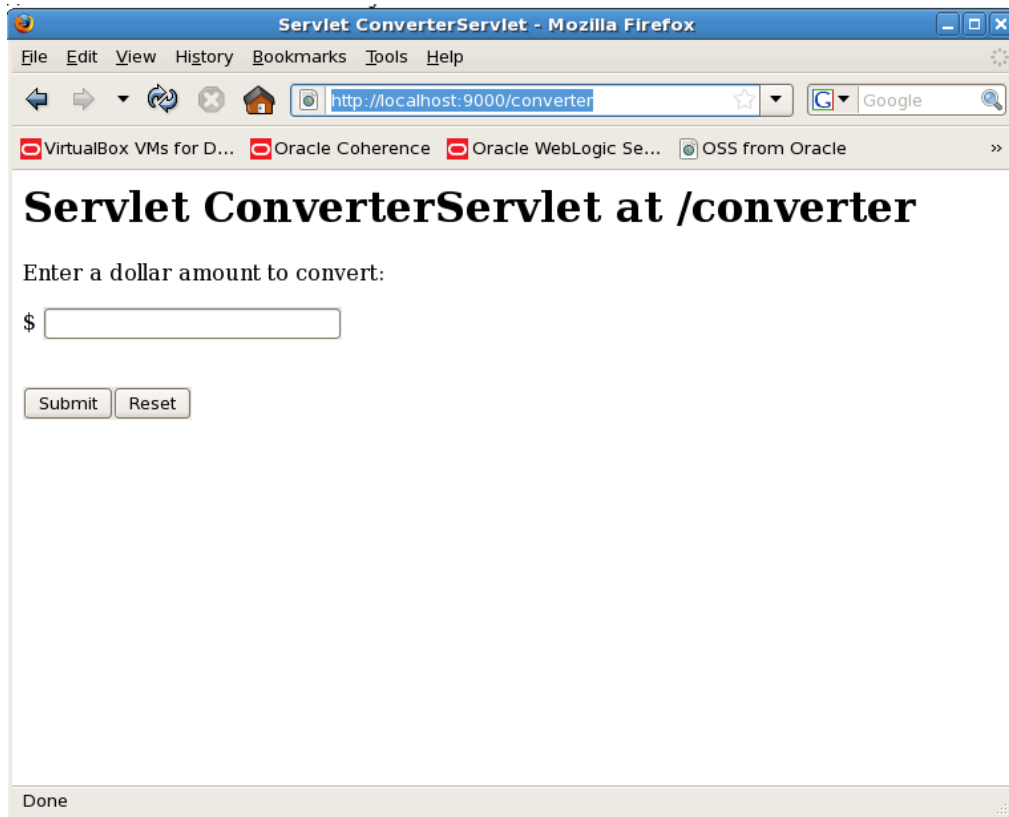 Servlet ConverterServlet - Mozilla Firefox
File Edit View History Bookmarks Tools Help
http://localhost:9000/converter G Google
VirtualBox VMs for D... Oracle Coherence Oracle WebLogic Se... OSS from Oracle »
Servlet ConverterServlet at /converter
Enter a dollar amount to convert:
$
Submit Reset
Done